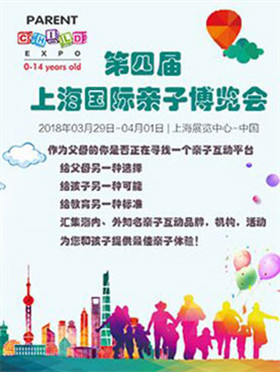 PARENT
CHILD
EXPO
0-14 years old
第四届
上海国际亲子博览会
2018年03月29日-04月01日 | 上海展览中心-中国
作为父母的你是否正在寻找一个亲子互动平台
给父母另一种选择
给孩子另一种可能
给教育另一种标准
汇集海内、外知名亲子互动品牌，机构，活动
为您和孩子提供最佳亲子体验！